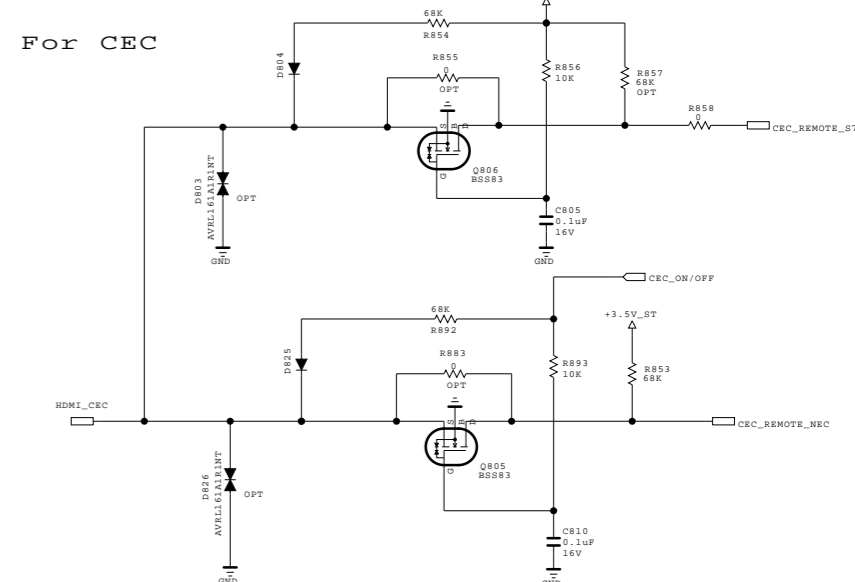 For CEC
68K
R854
D804
R855
0
OPT
R856
10K
R857
68K
OPT
R858
0
CEC_REMOTE_ST
S
B
D
G
Q806
BSS83
D803
AVRL161A1R1NT
OPT
GND
C805
0.1uF
16V
GND
CEC_ON/OFF
68K
R892
+3.5V_ST
D825
R883
0
OPT
R893
10K
R853
68K
HDMI_CEC
CEC_REMOTE_NEC
S
B
D
G
Q805
BSS83
D826
AVRL161A1R1NT
OPT
GND
C810
0.1uF
16V
GND